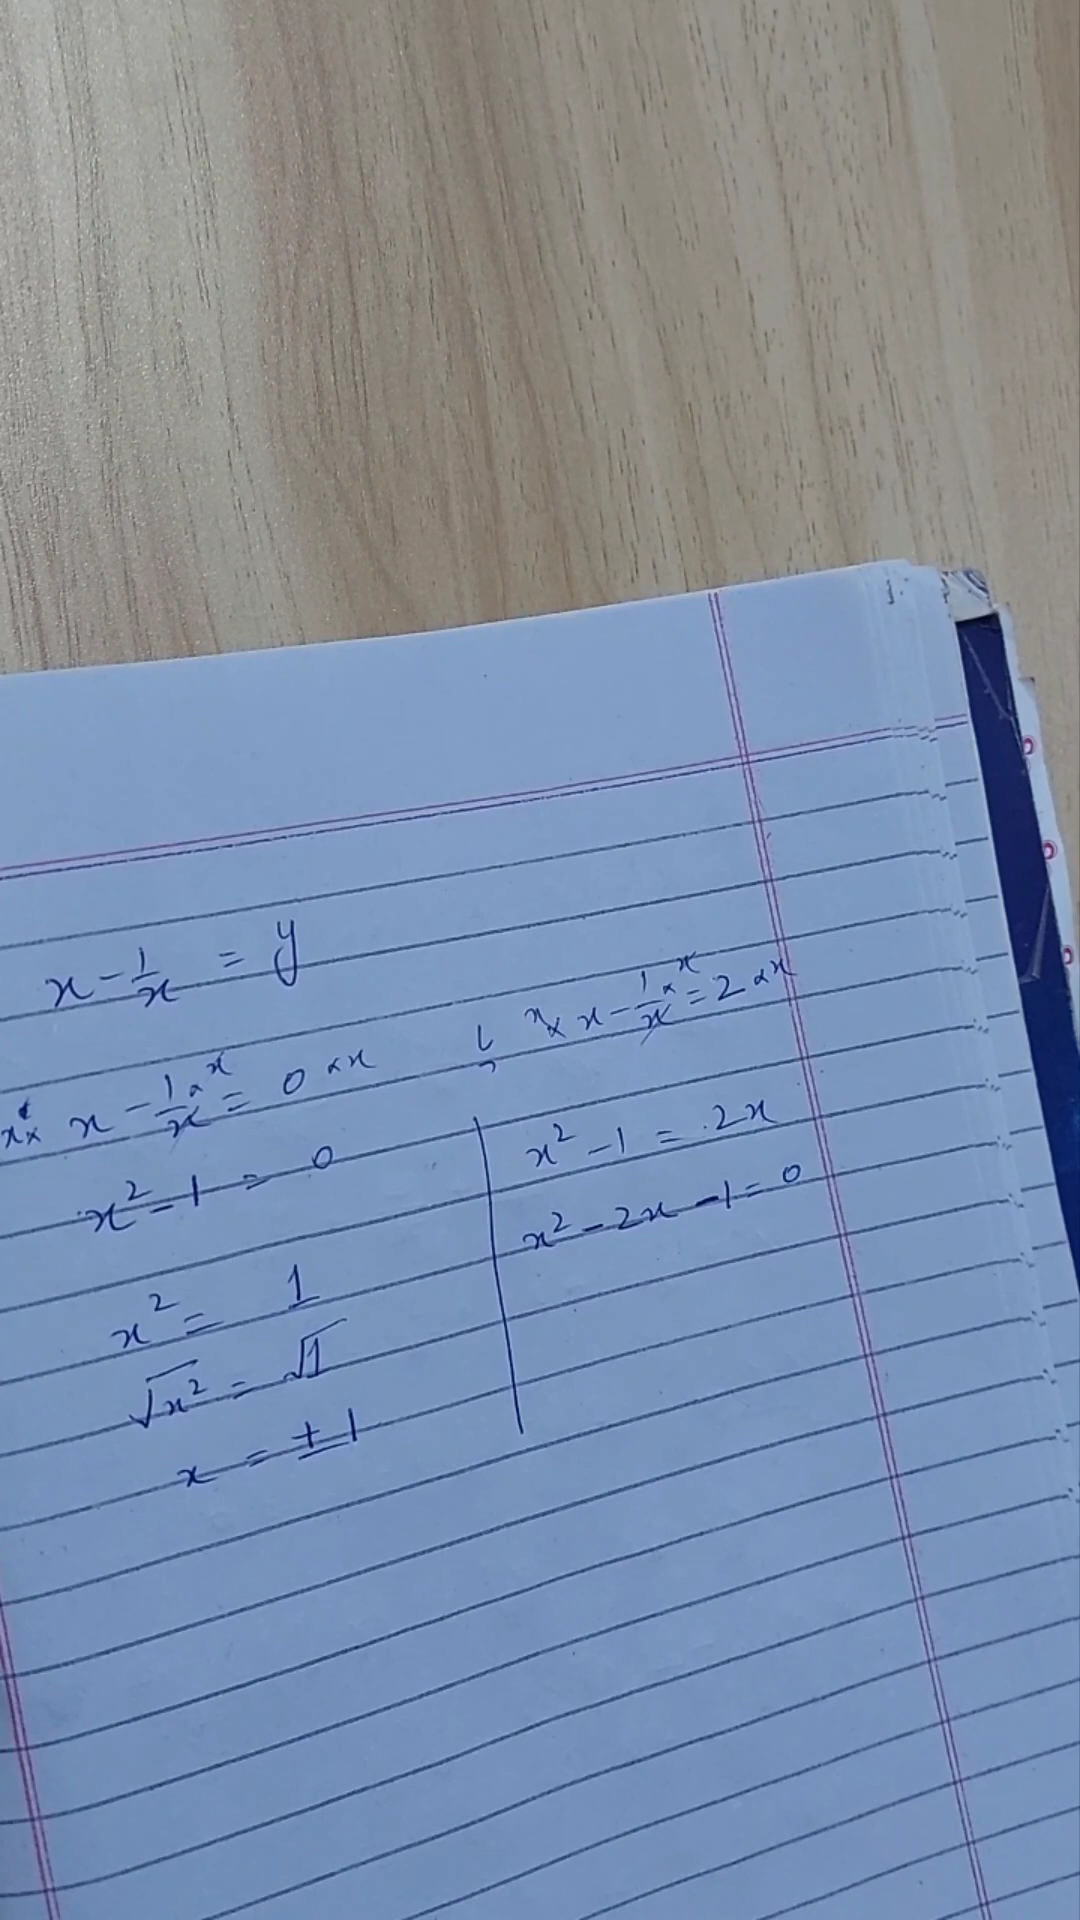 x - 1/x = y
x × x - 1/x × x = 0 × x
x² - 1 = 0
x² = 1
√x² = √1
x = ± 1
x × x - 1/x × x = 2 × x
x² - 1 = 2x
x² - 2x - 1 = 0